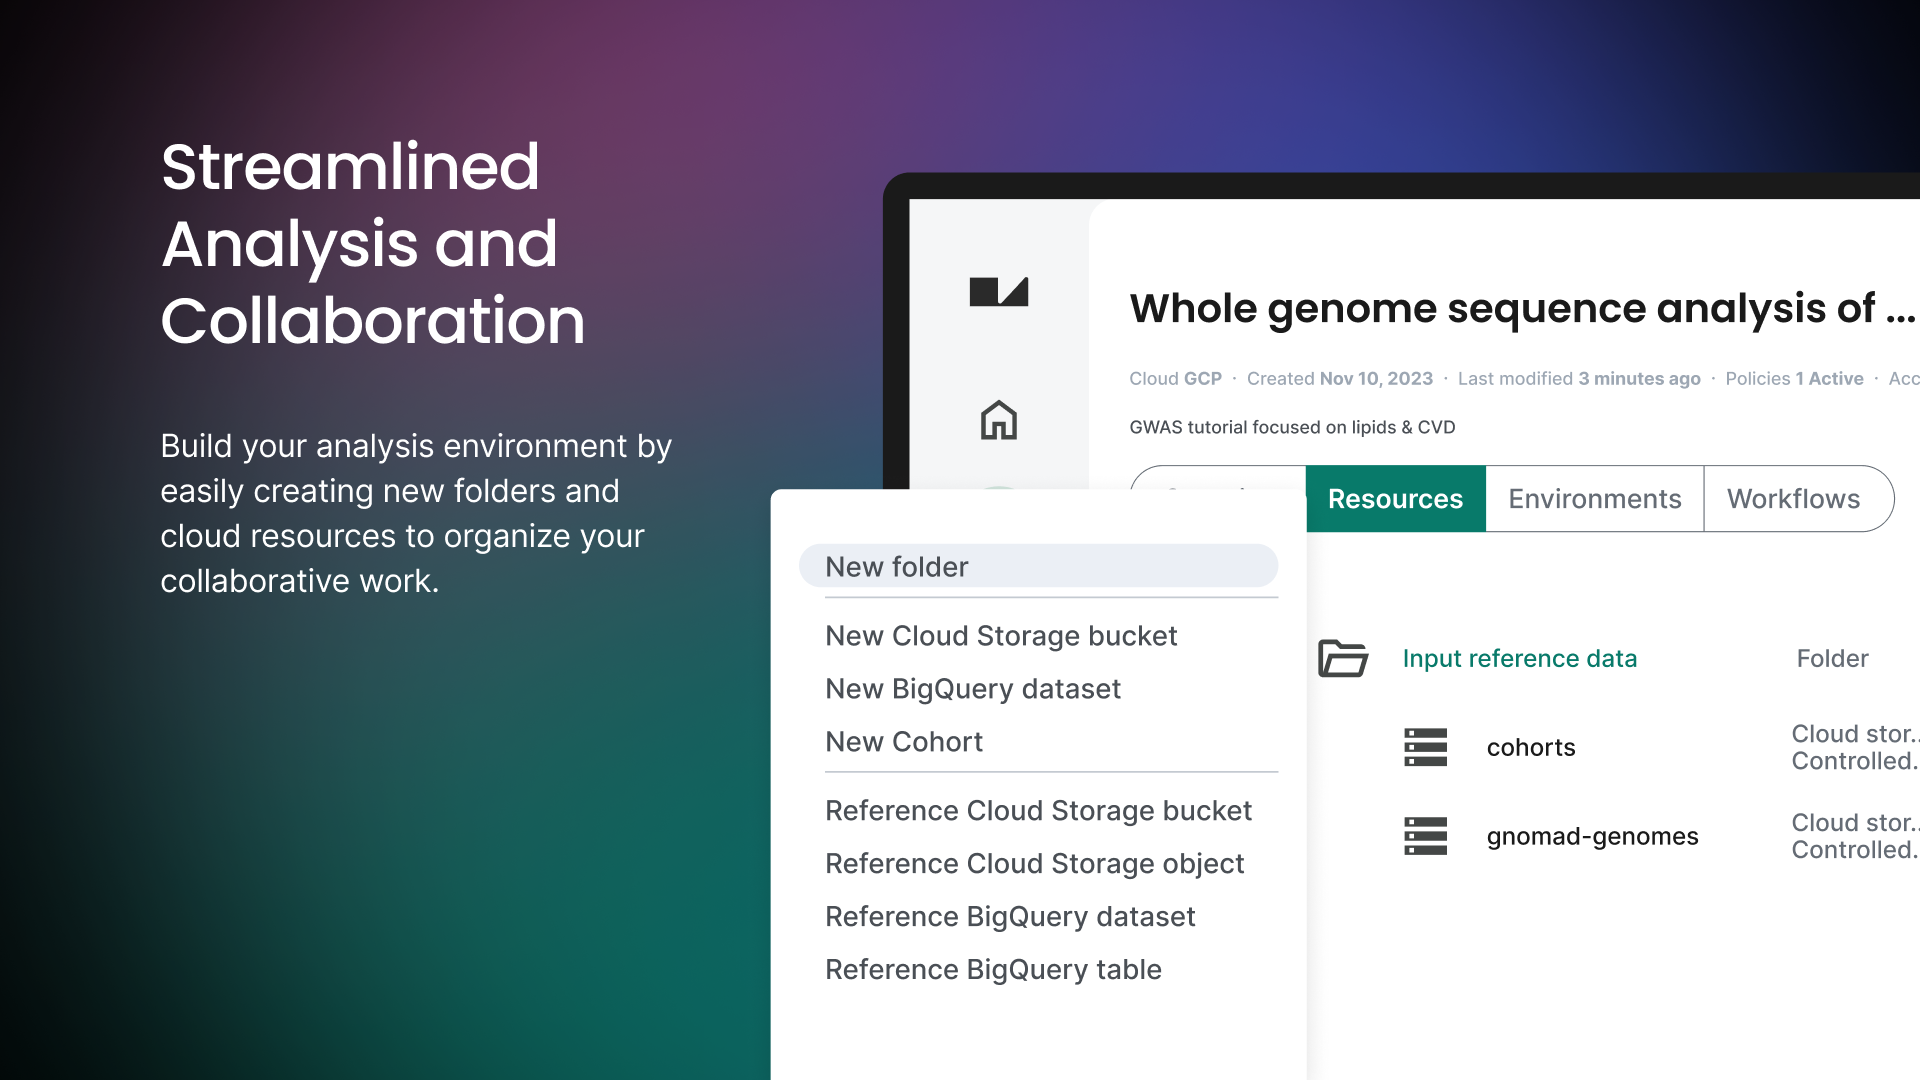 Streamlined
Analysis and
Collaboration
Build your analysis environment by
easily creating new folders and
cloud resources to organize your
collaborative work.
Whole genome sequence analysis of ...
Cloud GCP · Created Nov 10, 2023 · Last modified 3 minutes ago · Policies 1 Active ·
GWAS tutorial focused on lipids & CVD
Resources Environments Workflows
New folder
New Cloud Storage bucket
New BigQuery dataset
New Cohort
Reference Cloud Storage bucket
Reference Cloud Storage object
Reference BigQuery dataset
Reference BigQuery table
Input reference data Folder
cohorts Cloud stor..
Controlled.
gnomad-genomes Cloud stor..
Controlled.